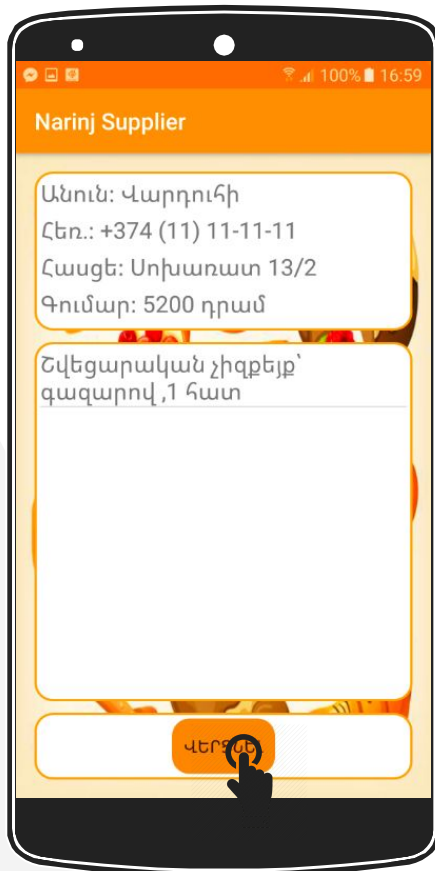 100% 16:59
Narinj Supplier
Անուն: Վարդուհի
Հեռ.: +374 (11) 11-11-11
Հասցե: Սոխառատ 13/2
Գումար: 5200 դրամ
Շվեցարական չիզքեյք՝
գազարով ,1 հատ